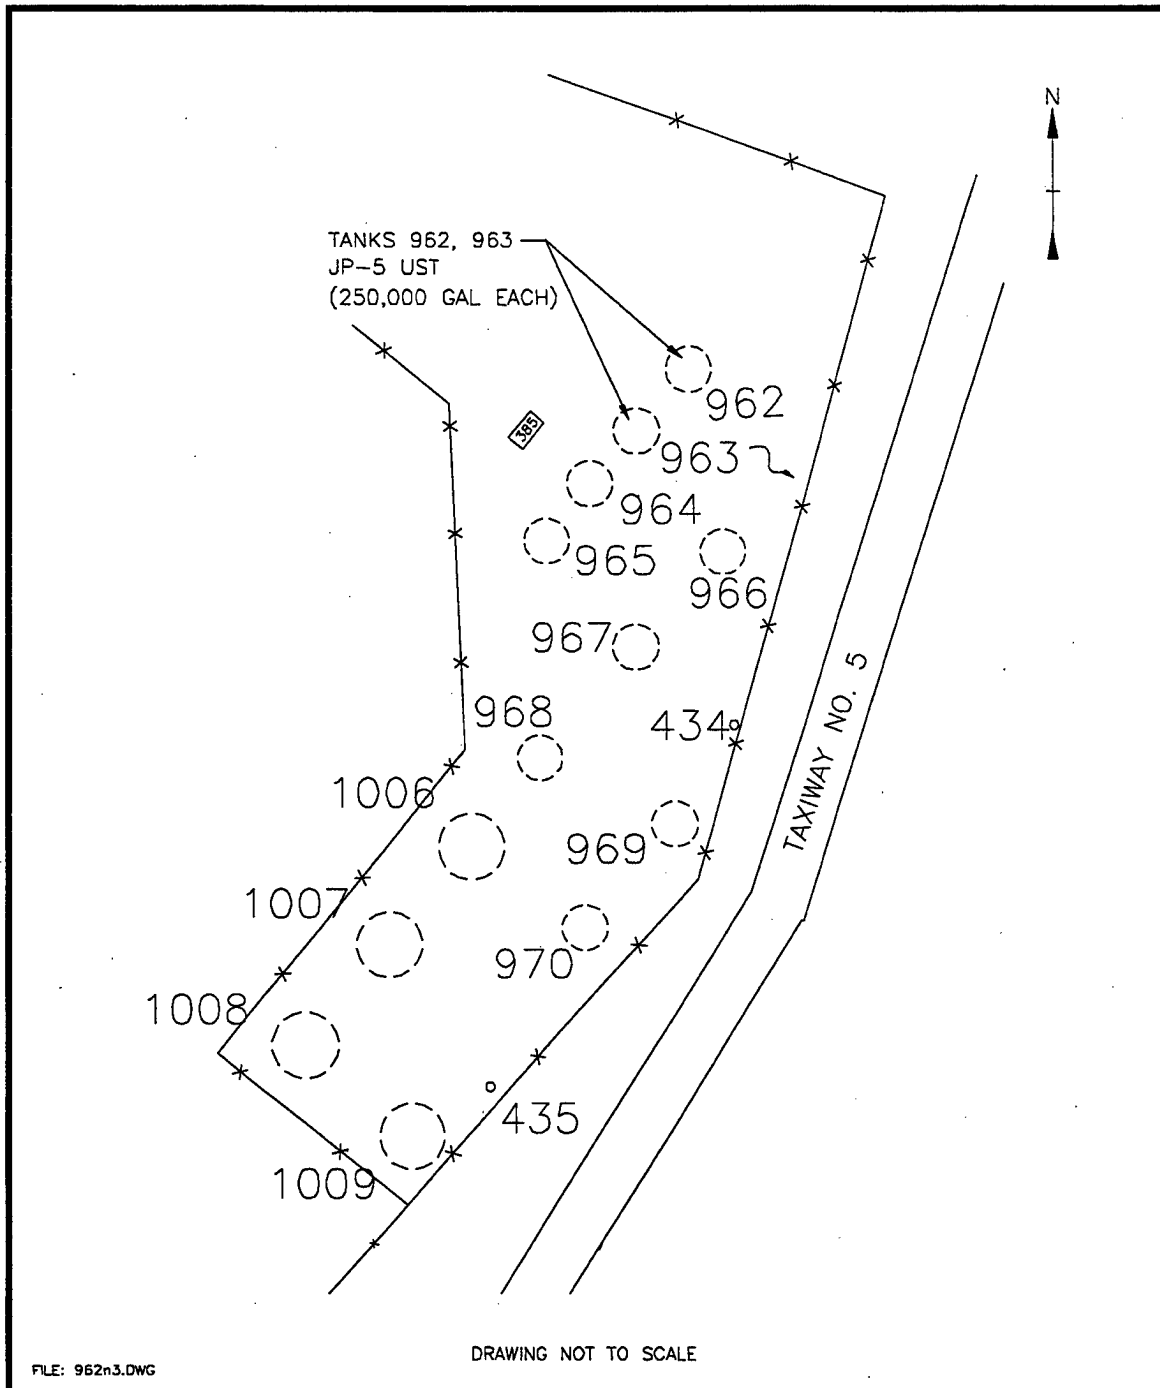 N
TANKS 962, 963
JP-5 UST
(250,000 GAL EACH)
962
385
963
964
965
966
967
TAXIWAY NO. 5
968
434
1006
969
1007
970
1008
435
1009
DRAWING NOT TO SCALE
FILE: 962n3.DWG